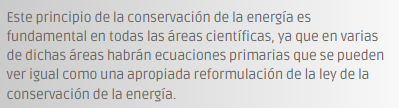 Este principio de la conservación de la energía es
fundamental en todas las áreas científicas, ya que en varias
de dichas áreas habrán ecuaciones primarias que se pueden
ver igual como una apropiada reformulación de la ley de la
conservación de la energía.